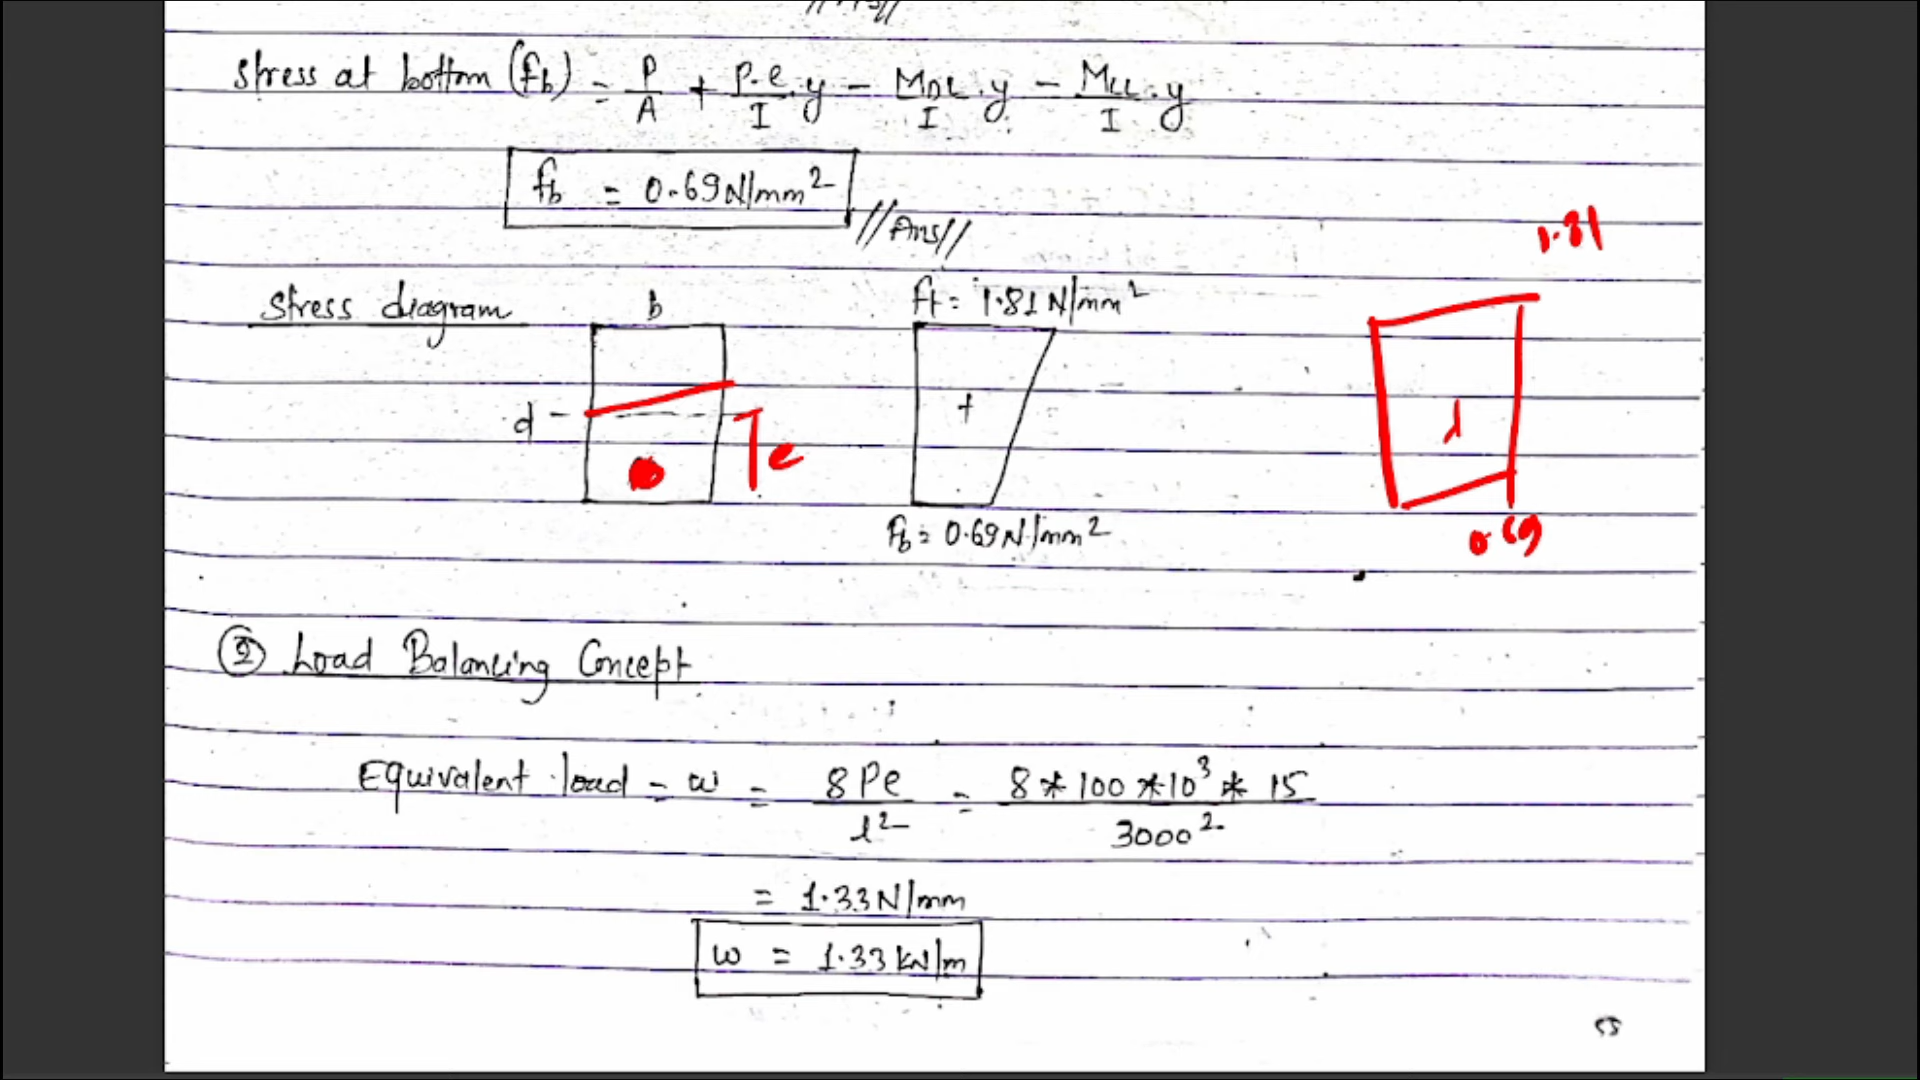 //Ans//
Stress at bottom (fb) = P/A + P.e/I .y - MDL/I .y - MLL/I .y
fb = 0.69 N/mm²
//Ans//
1.81
Stress diagram
b
ft = 1.81 N/mm²
d
e
+
fb = 0.69 N/mm²
0.69
② Load Balancing Concept
Equivalent load = w = 8Pe/l² = 8*100*10³*15/3000²
= 1.33 N/mm
w = 1.33 kN/m